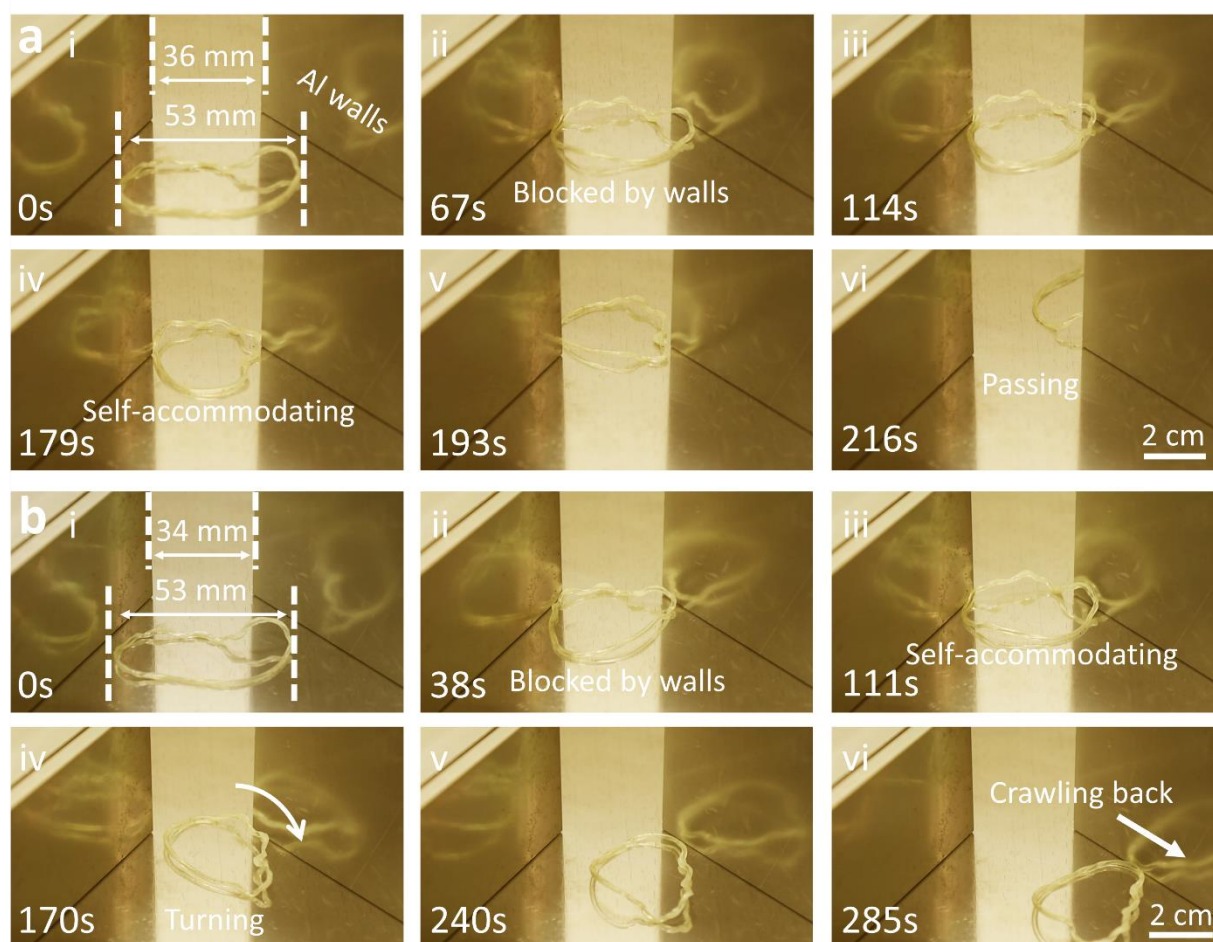 a
i
36 mm
53 mm
Al walls
0s
ii
Blocked by walls
67s
iii
114s
iv
Self-accommodating
179s
v
193s
vi
Passing
216s
2 cm
b
i
34 mm
53 mm
0s
ii
Blocked by walls
38s
iii
Self-accommodating
111s
iv
Turning
170s
v
240s
vi
Crawling back
285s
2 cm